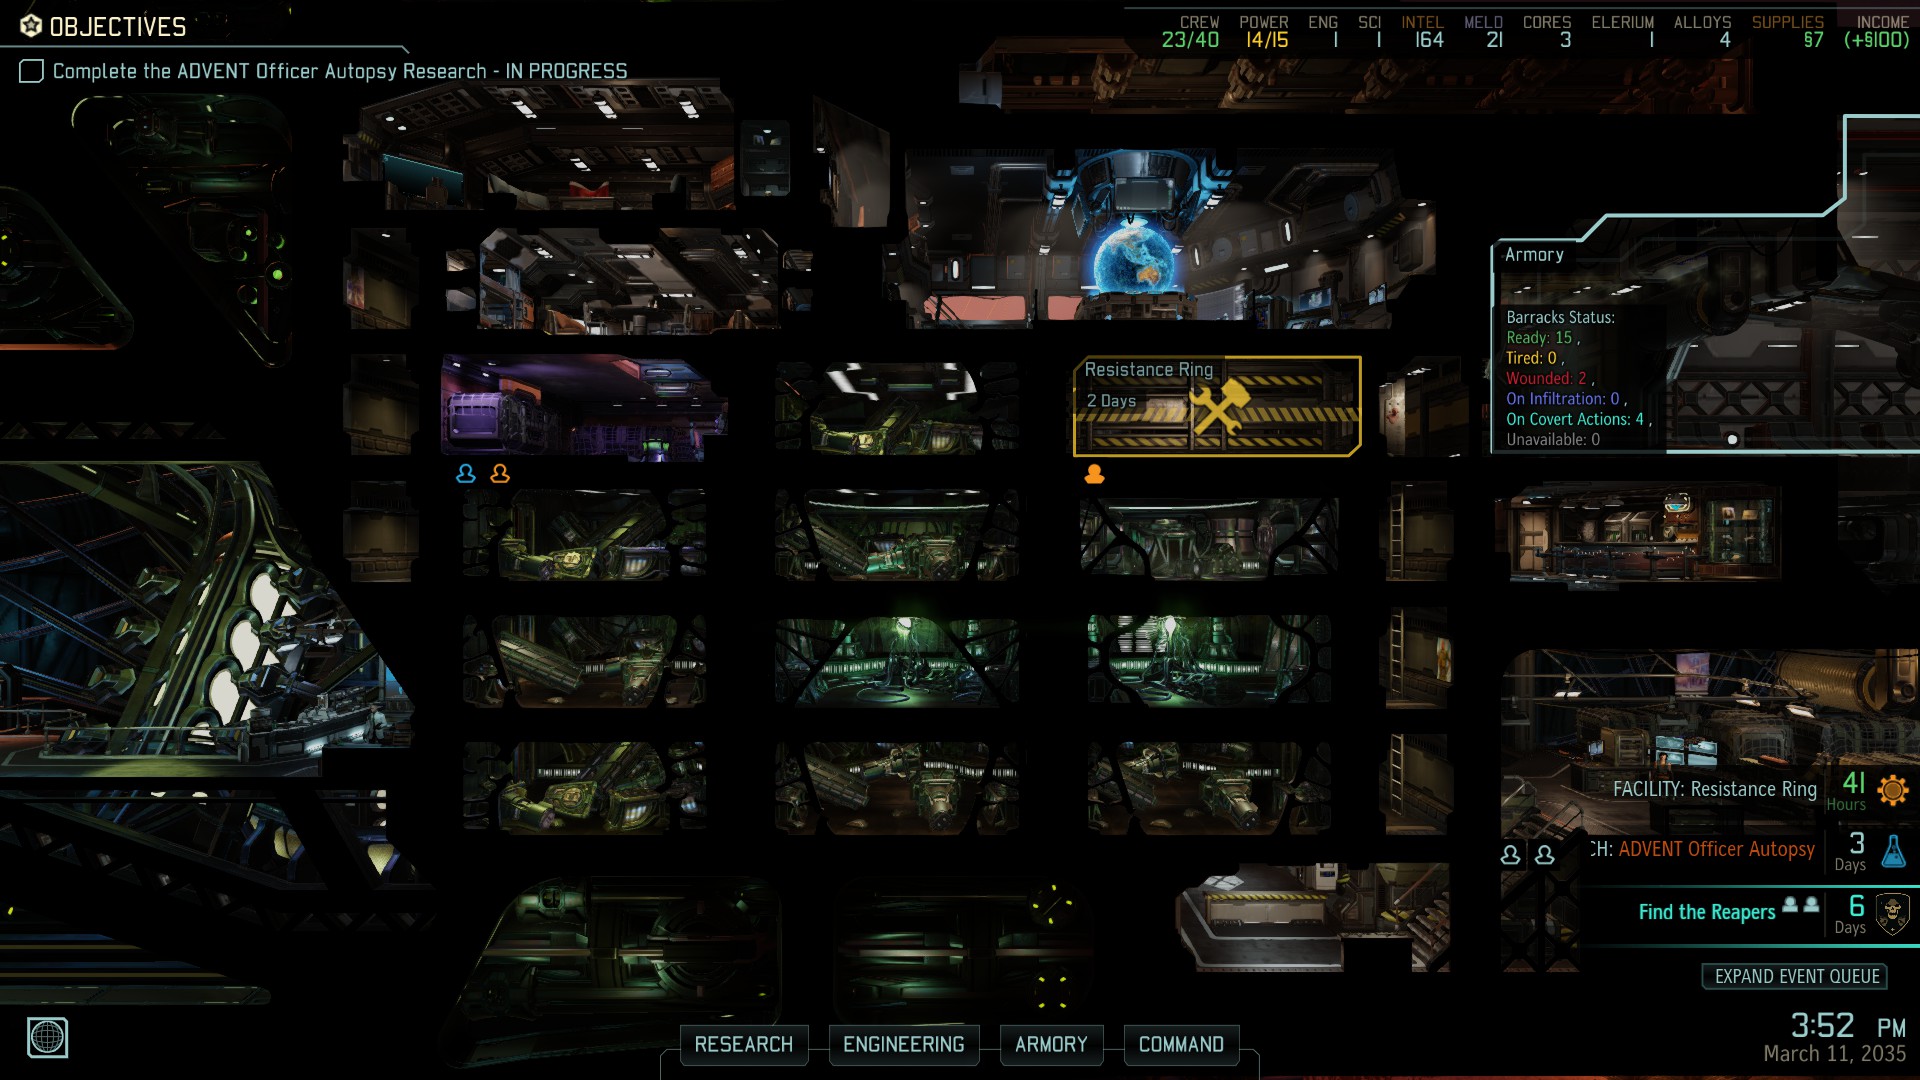 OBJECTIVES
Complete the ADVENT Officer Autopsy Research - IN PROGRESS
CREW POWER ENG SCI INTEL MELD CORES ELERIUM ALLOYS SUPPLIES INCOME
23/40 14/15 1 1 164 21 3 1 4 §7 (+§100)
Armory
Barracks Status:
Ready: 15 ,
Tired: 0 ,
Wounded: 2 ,
On Infiltration: 0 ,
On Covert Actions: 4 ,
Unavailable: 0
Resistance Ring
2 Days
FACILITY: Resistance Ring 41 Hours
CH: ADVENT Officer Autopsy 3 Days
Find the Reapers 6 Days
EXPAND EVENT QUEUE
3:52 PM
March 11, 2035
RESEARCH ENGINEERING ARMORY COMMAND